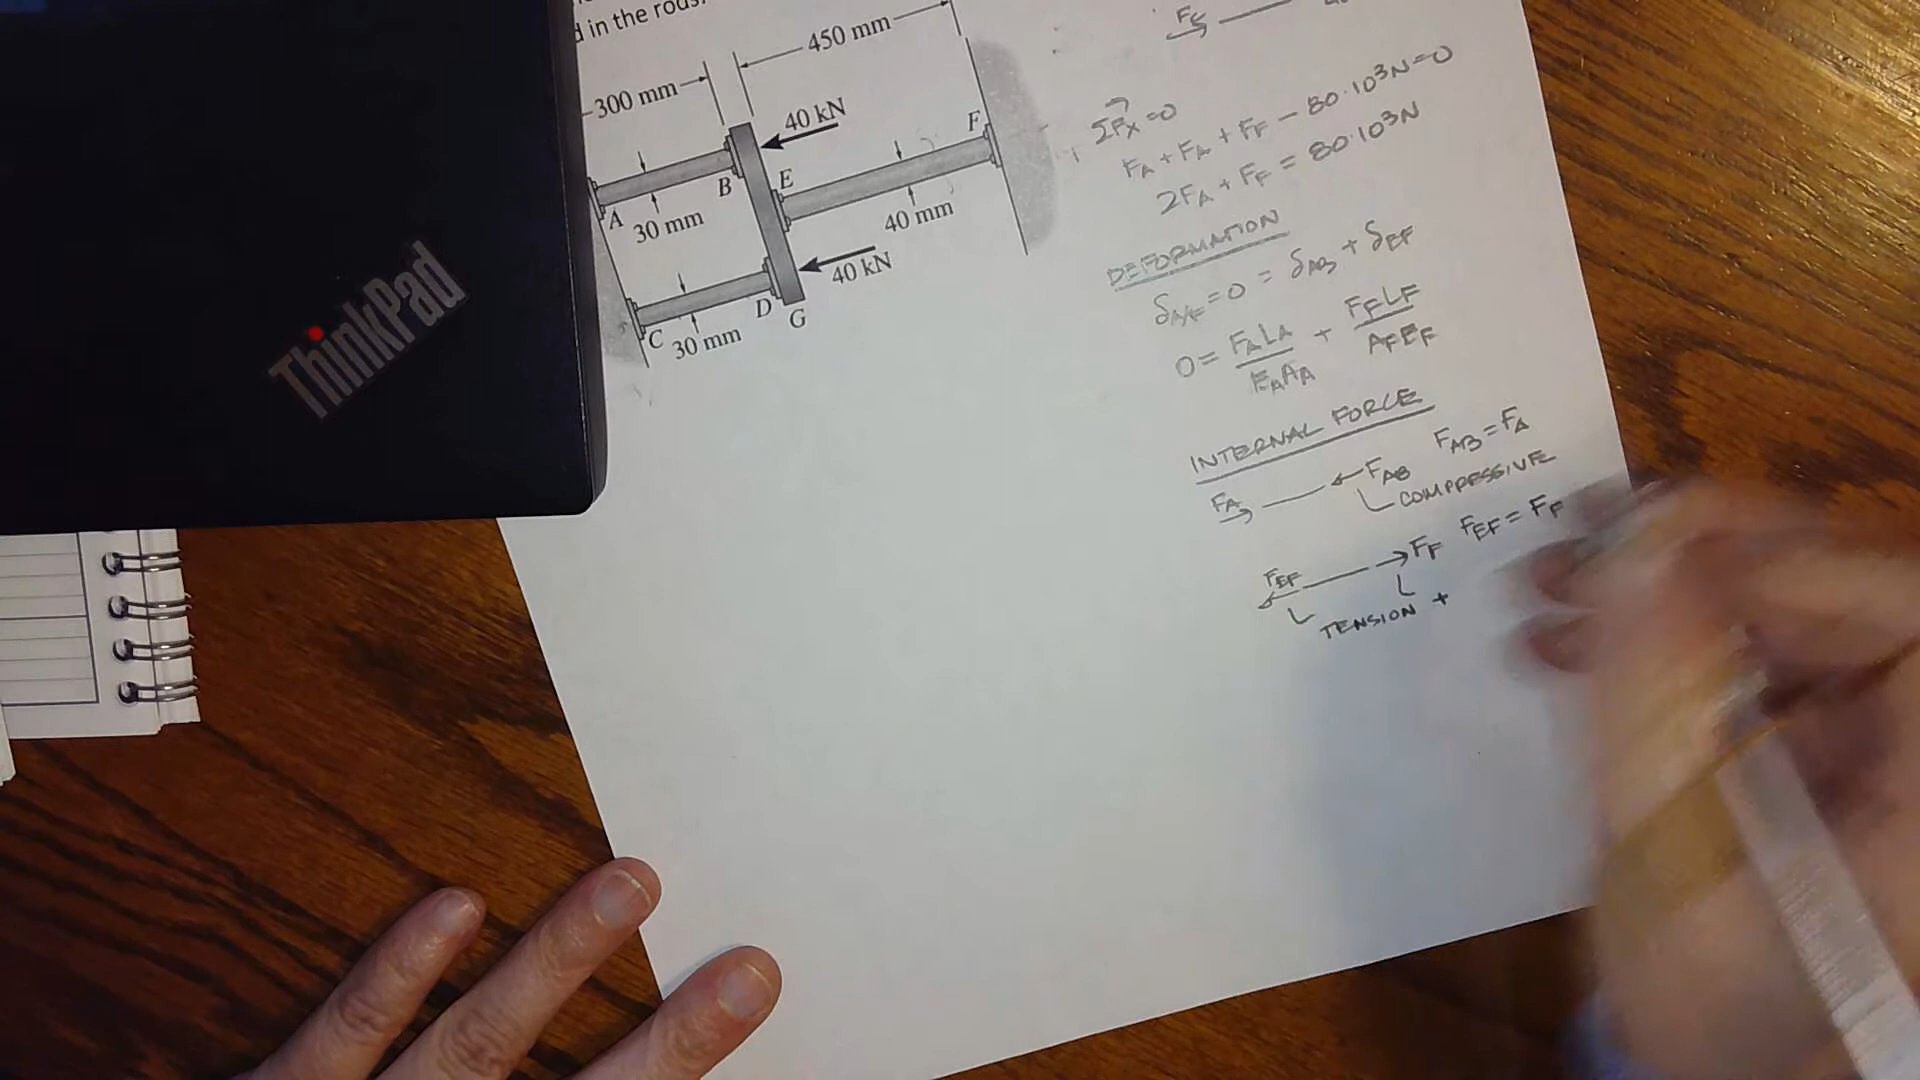 d in the rods.
450 mm
300 mm
40 kN
F
B
E
A
30 mm
40 mm
40 kN
D
G
C
30 mm
ThinkPad
ΣFx=0
FA + FA + FF - 80·10³N=0
2FA + FF = 80·10³N
DEFORMATION
δA/F=0 = δAB + δEF
0= FALA/EAAA + FFLF/AFEF
INTERNAL FORCE
FA FAB FAB=FA
COMPRESSIVE
FEF FF FEF=FF
TENSION +